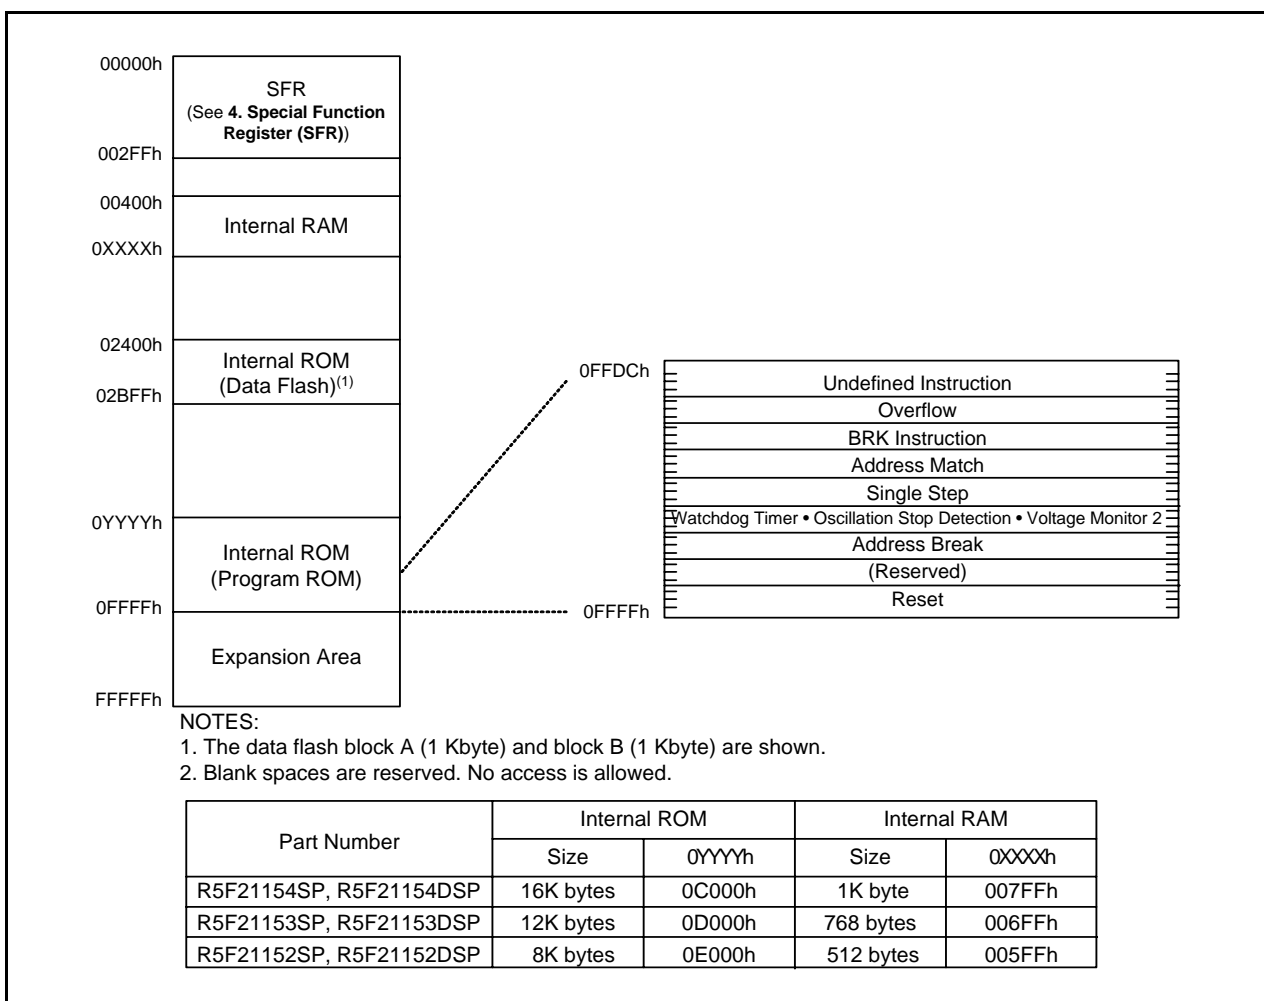 00000h
SFR
(See 4. Special Function
Register (SFR))
002FFh
00400h
Internal RAM
0XXXXh
02400h
Internal ROM
(Data Flash)(1)
02BFFh
0YYYYh
Internal ROM
(Program ROM)
0FFFFh
Expansion Area
FFFFFh
0FFDCh
Undefined Instruction
Overflow
BRK Instruction
Address Match
Single Step
Watchdog Timer • Oscillation Stop Detection • Voltage Monitor 2
Address Break
(Reserved)
Reset
0FFFFh
NOTES:
1. The data flash block A (1 Kbyte) and block B (1 Kbyte) are shown.
2. Blank spaces are reserved. No access is allowed.
Part Number Internal ROM Internal RAM
Size 0YYYYh Size 0XXXXh
R5F21154SP, R5F21154DSP 16K bytes 0C000h 1K byte 007FFh
R5F21153SP, R5F21153DSP 12K bytes 0D000h 768 bytes 006FFh
R5F21152SP, R5F21152DSP 8K bytes 0E000h 512 bytes 005FFh